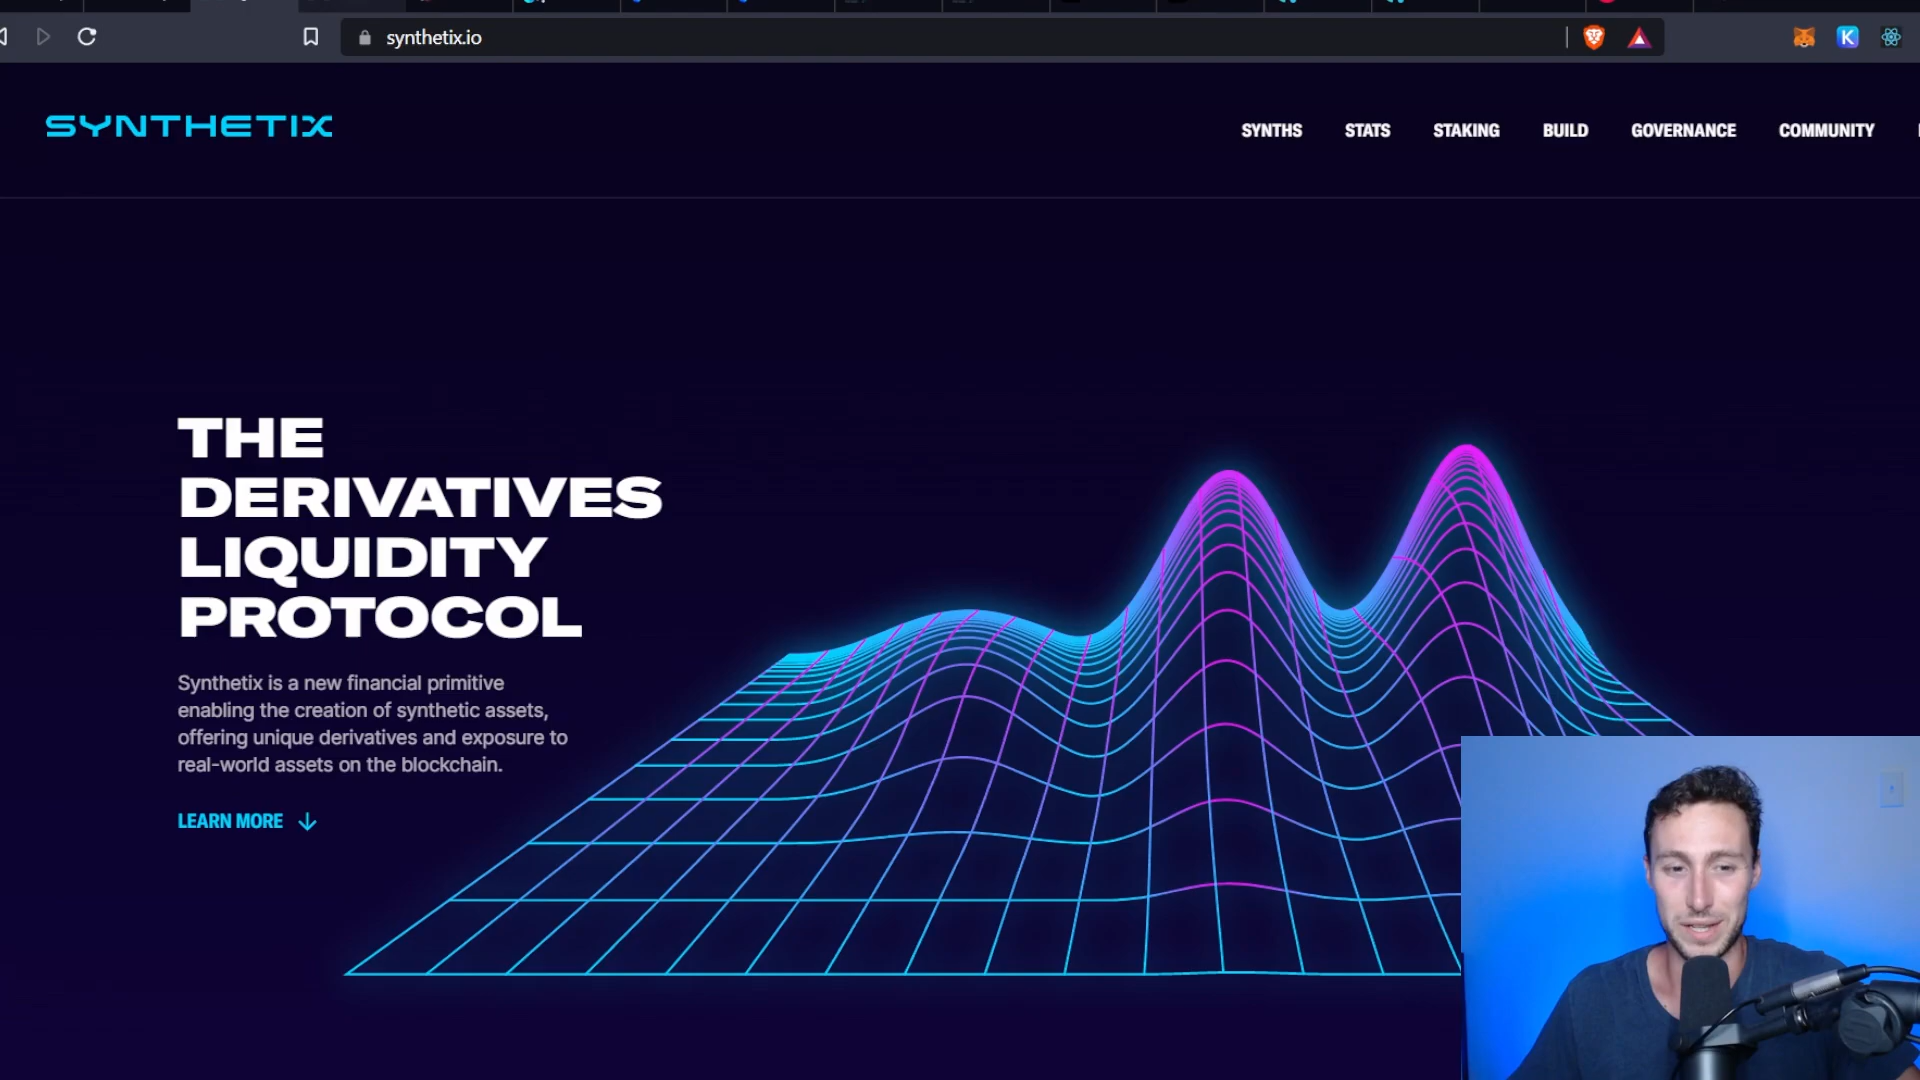 synthetix.io
K
SYNTHETIX
SYNTHS STATS STAKING BUILD GOVERNANCE COMMUNITY
THE
DERIVATIVES
LIQUIDITY
PROTOCOL
Synthetix is a new financial primitive
enabling the creation of synthetic assets,
offering unique derivatives and exposure to
real-world assets on the blockchain.
LEARN MORE